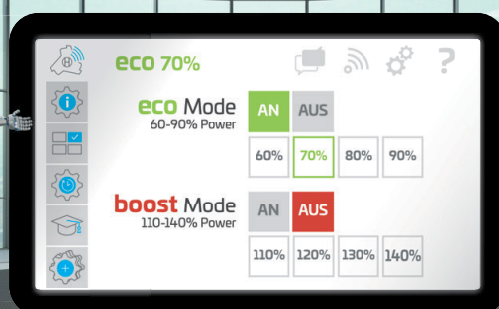 eco 70%
?
eco Mode AN AUS
60-90% Power
60% 70% 80% 90%
boost Mode AN AUS
110-140% Power
110% 120% 130% 140%